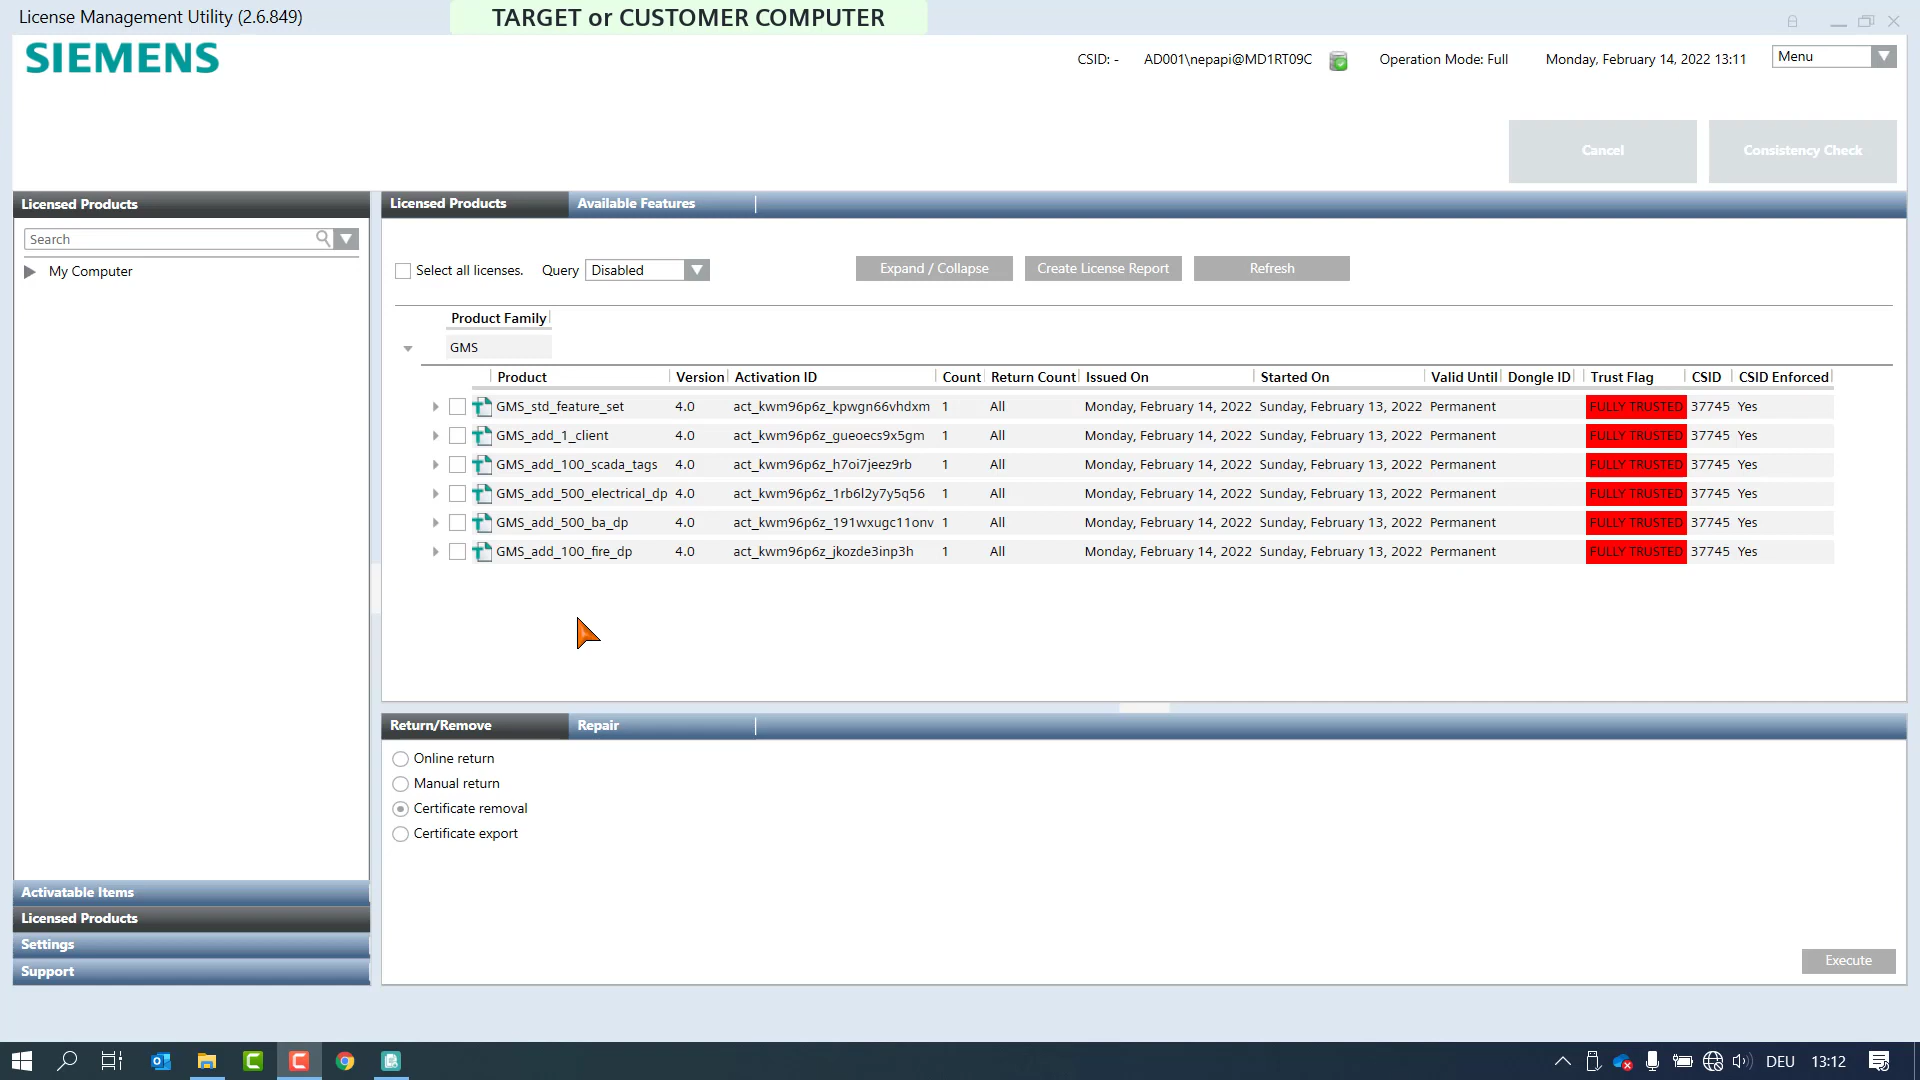 License Management Utility (2.6.849)
TARGET or CUSTOMER COMPUTER
SIEMENS
CSID: -
AD001\nepapi@MD1RT09C
Operation Mode: Full
Monday, February 14, 2022 13:11
Menu
Cancel
Consistency Check
Licensed Products
Search
My Computer
Activatable Items
Licensed Products
Settings
Support
Licensed Products
Available Features
Select all licenses.
Query
Disabled
Expand / Collapse
Create License Report
Refresh
Product Family
GMS
Product Version Activation ID Count Return Count Issued On Started On Valid Until Dongle ID Trust Flag CSID CSID Enforced
GMS_std_feature_set 4.0 act_kwm96p6z_kpwgn66vhdxm 1 All Monday, February 14, 2022 Sunday, February 13, 2022 Permanent FULLY TRUSTED 37745 Yes
GMS_add_1_client 4.0 act_kwm96p6z_gueoecs9x5gm 1 All Monday, February 14, 2022 Sunday, February 13, 2022 Permanent FULLY TRUSTED 37745 Yes
GMS_add_100_scada_tags 4.0 act_kwm96p6z_h7oi7jeez9rb 1 All Monday, February 14, 2022 Sunday, February 13, 2022 Permanent FULLY TRUSTED 37745 Yes
GMS_add_500_electrical_dp 4.0 act_kwm96p6z_1rb6l2y7y5q56 1 All Monday, February 14, 2022 Sunday, February 13, 2022 Permanent FULLY TRUSTED 37745 Yes
GMS_add_500_ba_dp 4.0 act_kwm96p6z_191wxugc11onv 1 All Monday, February 14, 2022 Sunday, February 13, 2022 Permanent FULLY TRUSTED 37745 Yes
GMS_add_100_fire_dp 4.0 act_kwm96p6z_jkozde3inp3h 1 All Monday, February 14, 2022 Sunday, February 13, 2022 Permanent FULLY TRUSTED 37745 Yes
Return/Remove
Repair
Online return
Manual return
Certificate removal
Certificate export
Execute
DEU
13:12